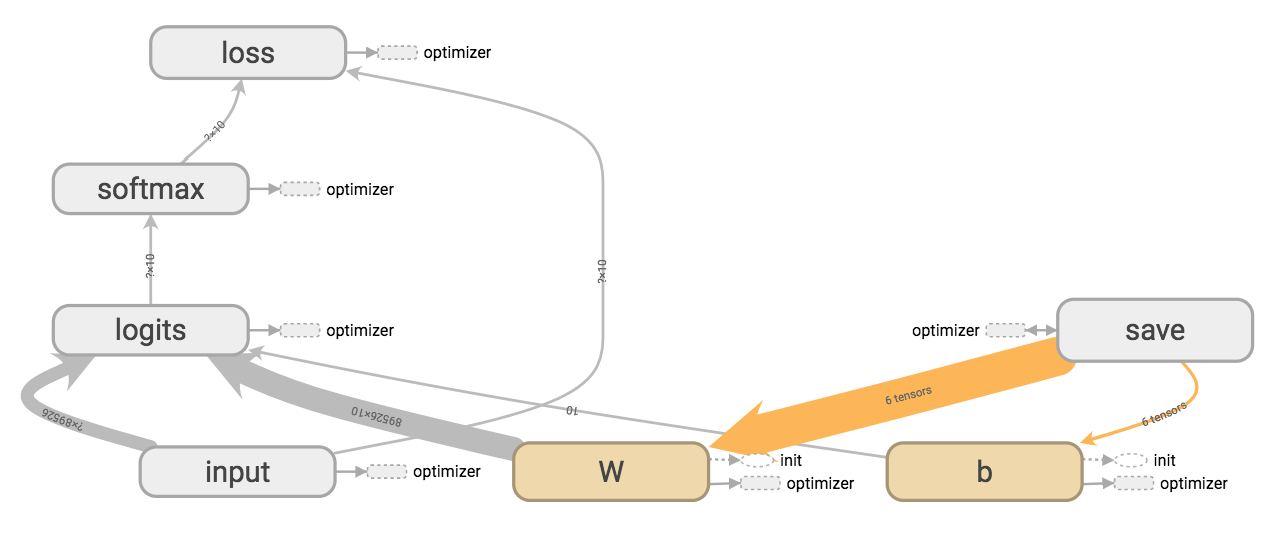 loss
optimizer
?×10
softmax
optimizer
?×10
?×10
logits
optimizer
optimizer
save
6 tensors
?×89526
89526×10
10
6 tensors
input
optimizer
W
init
optimizer
b
init
optimizer